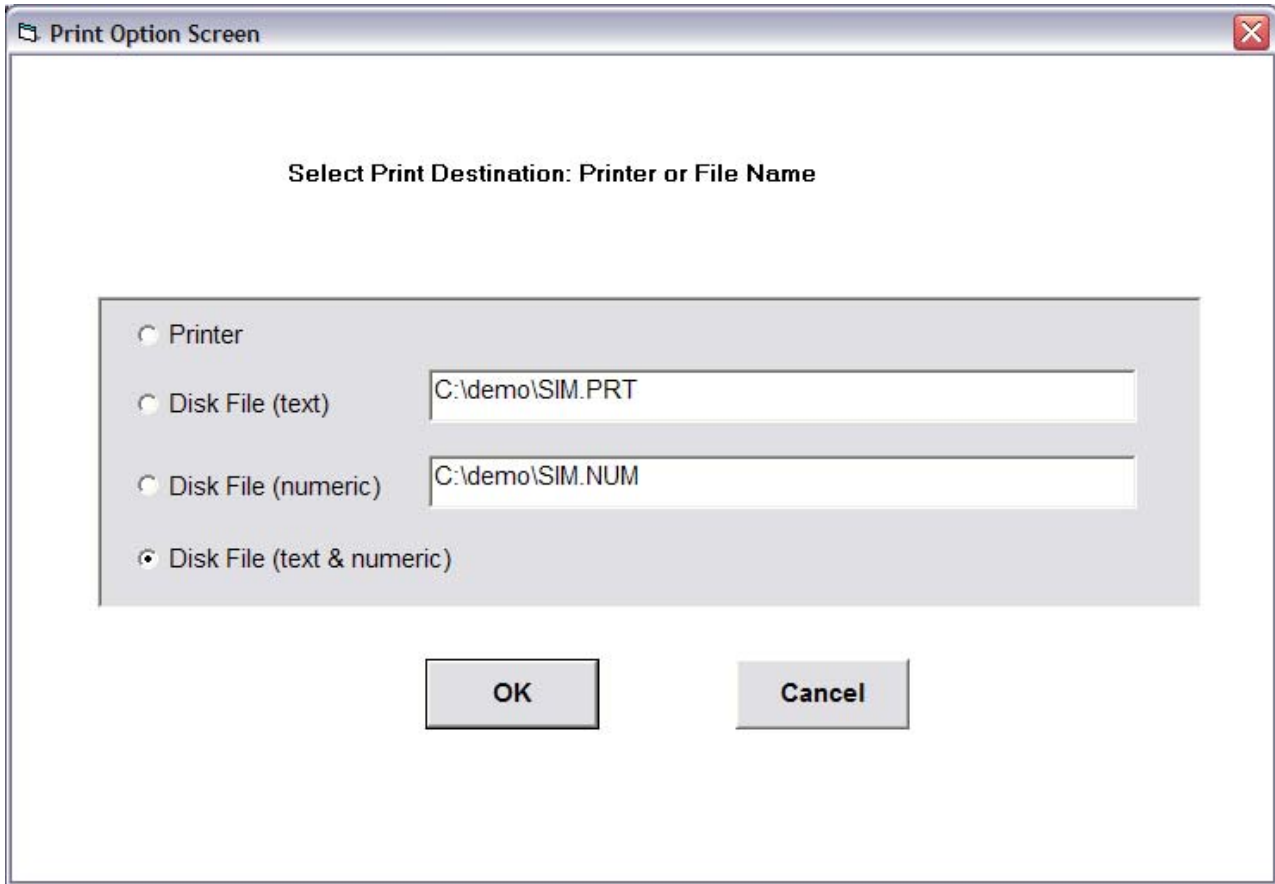 Print Option Screen
Select Print Destination: Printer or File Name
Printer
Disk File (text)
C:\demo\SIM.PRT
Disk File (numeric)
C:\demo\SIM.NUM
Disk File (text & numeric)
OK
Cancel